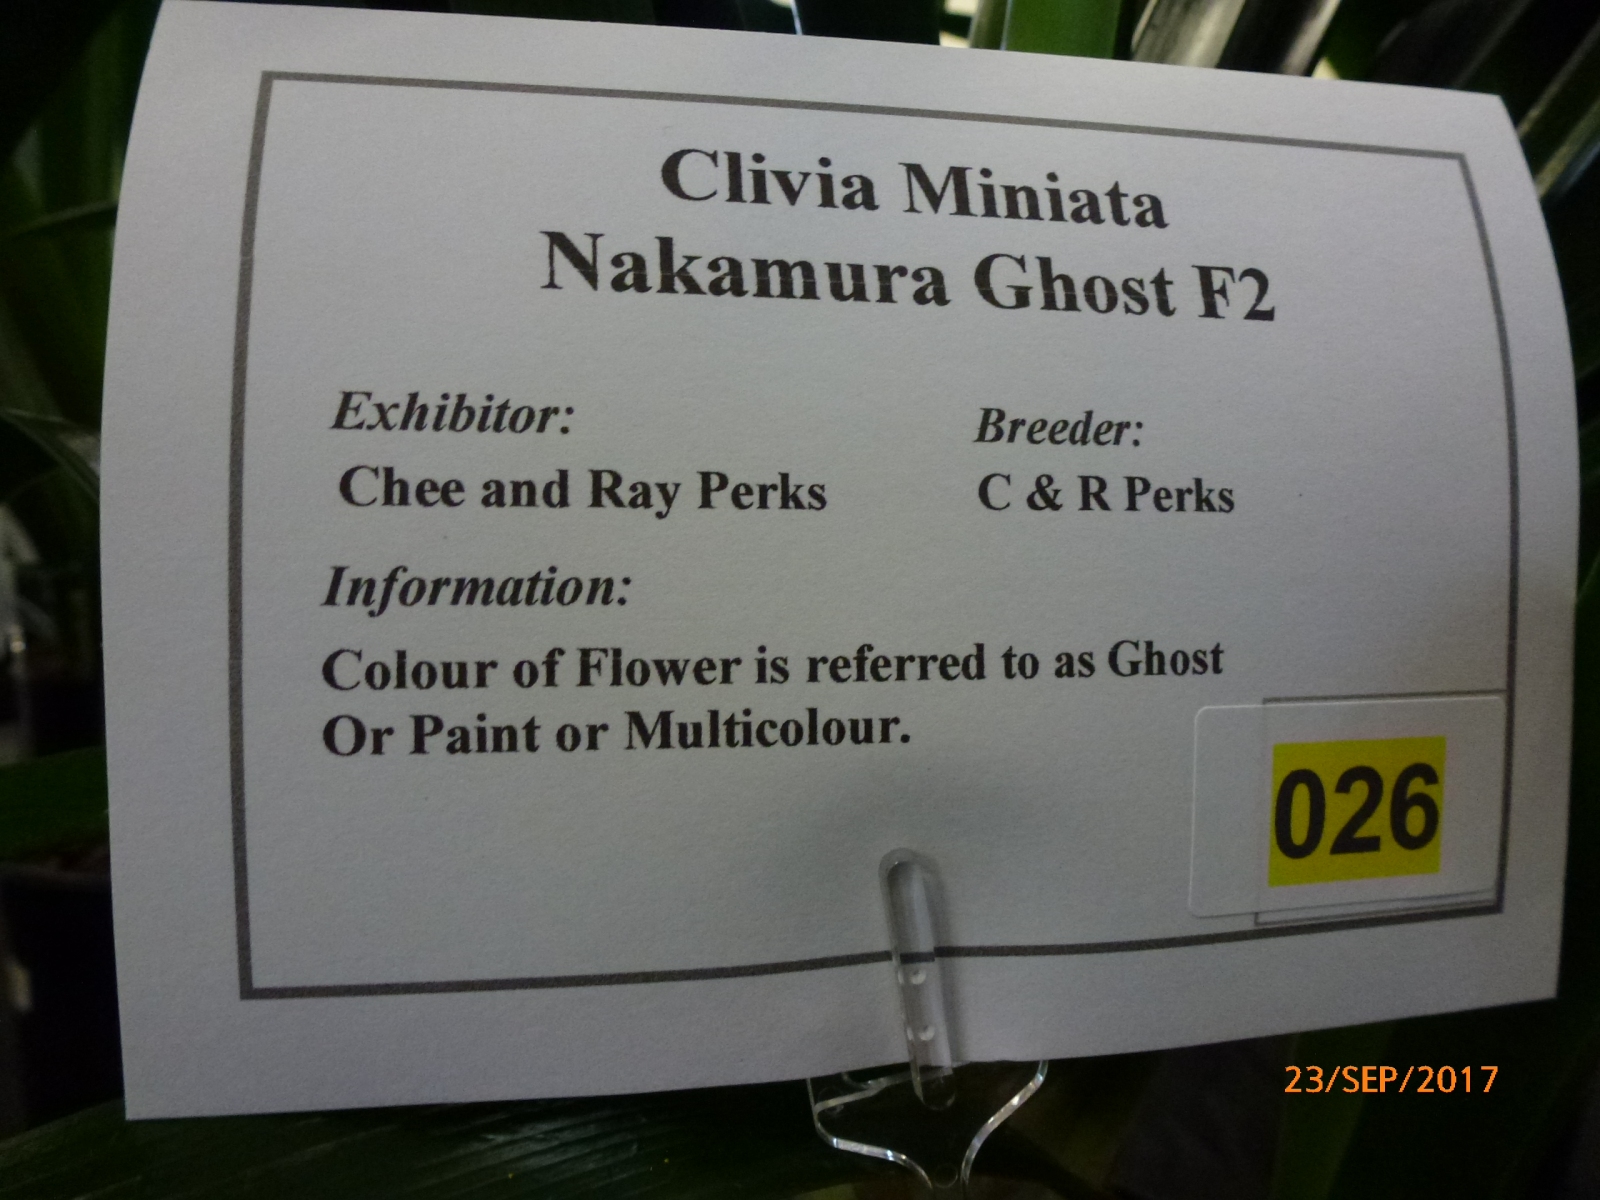 Clivia Miniata
Nakamura Ghost F2
Exhibitor:
Chee and Ray Perks
Breeder:
C & R Perks
Information:
Colour of Flower is referred to as Ghost
Or Paint or Multicolour.
026
23/SEP/2017